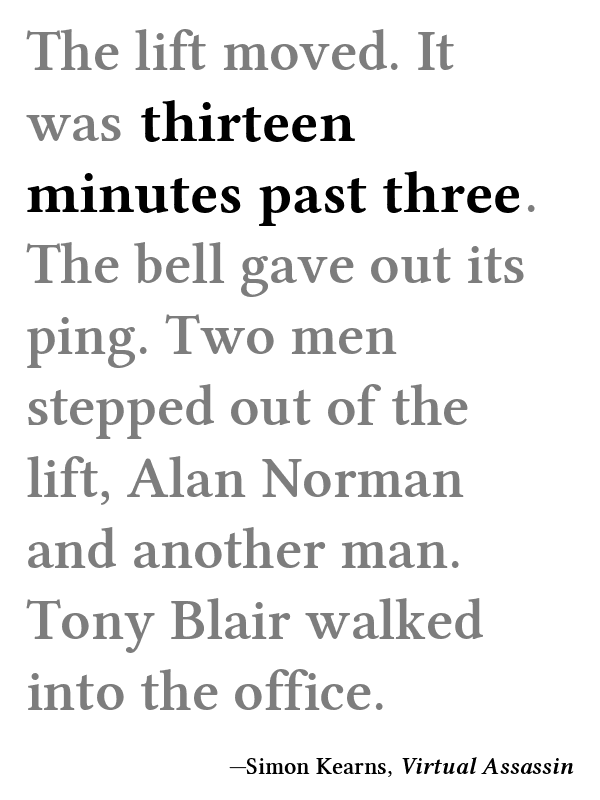 The lift moved. It
was thirteen
minutes past three.
The bell gave out its
ping. Two men
stepped out of the
lift, Alan Norman
and another man.
Tony Blair walked
into the office.
—Simon Kearns, Virtual Assassin